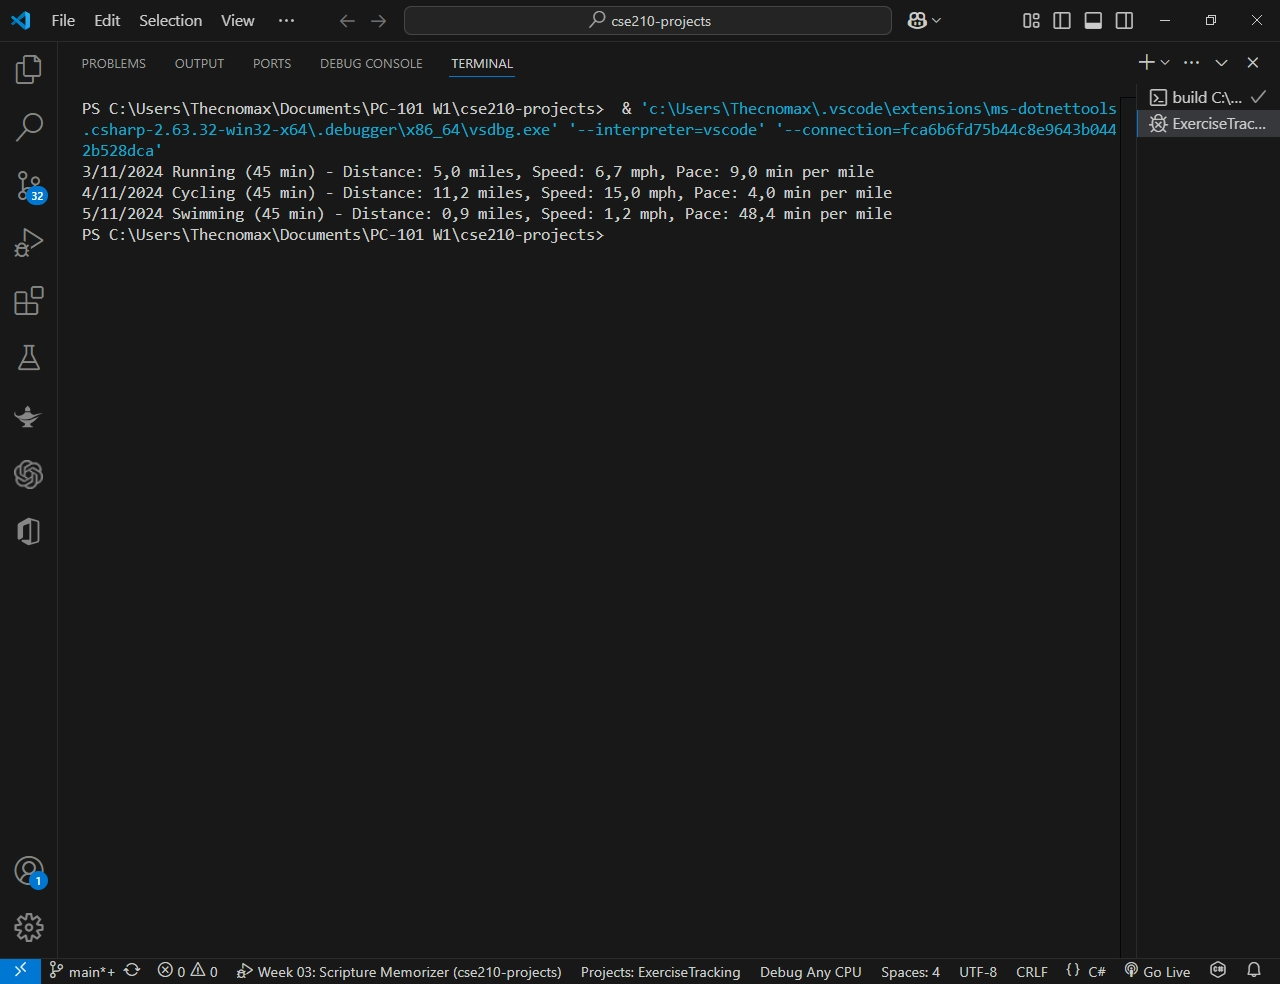 File Edit Selection View ··· cse210-projects
PROBLEMS OUTPUT PORTS DEBUG CONSOLE TERMINAL
PS C:\Users\Thecnomax\Documents\PC-101 W1\cse210-projects>  & 'c:\Users\Thecnomax\.vscode\extensions\ms-dotnettools
.csharp-2.63.32-win32-x64\.debugger\x86_64\vsdbg.exe' '--interpreter=vscode' '--connection=fca6b6fd75b44c8e9643b044
2b528dca'
3/11/2024 Running (45 min) - Distance: 5,0 miles, Speed: 6,7 mph, Pace: 9,0 min per mile
4/11/2024 Cycling (45 min) - Distance: 11,2 miles, Speed: 15,0 mph, Pace: 4,0 min per mile
5/11/2024 Swimming (45 min) - Distance: 0,9 miles, Speed: 1,2 mph, Pace: 48,4 min per mile
PS C:\Users\Thecnomax\Documents\PC-101 W1\cse210-projects>
build C:\...
ExerciseTrac...
32
1
main*+ 0 0 Week 03: Scripture Memorizer (cse210-projects) Projects: ExerciseTracking Debug Any CPU Spaces: 4 UTF-8 CRLF {} C# Go Live